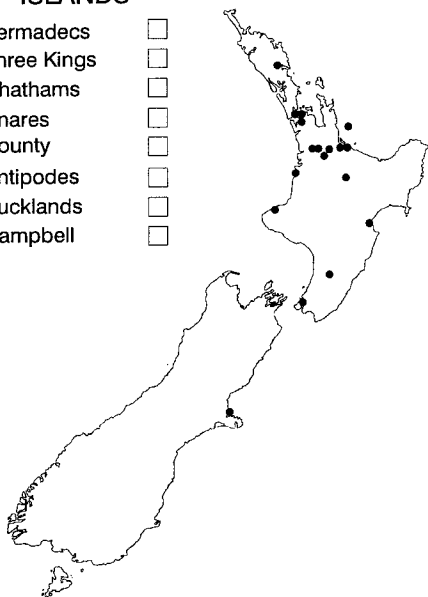 ISLANDS
ermadecs
hree Kings
hathams
nares
ounty
ntipodes
ucklands
ampbell